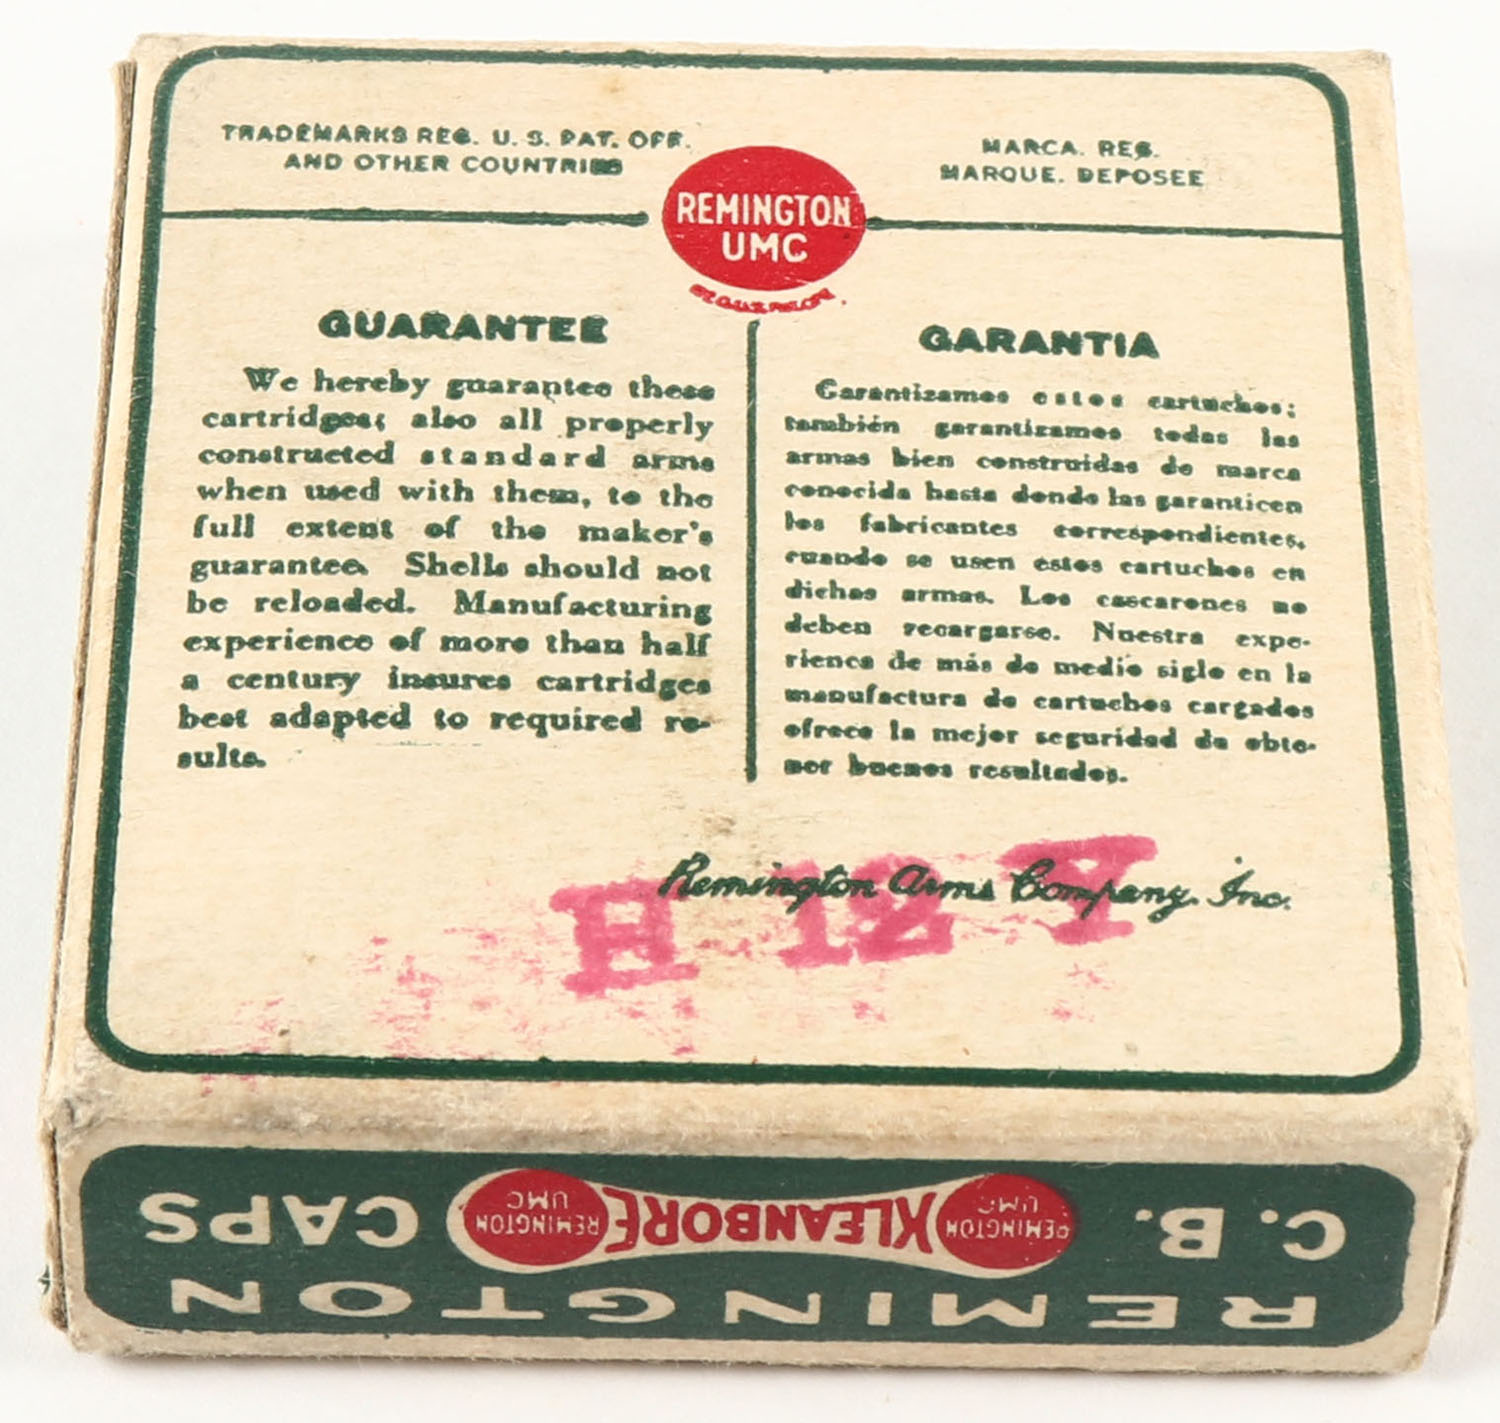 TRADEMARKS REG. U. S. PAT. OFF.
AND OTHER COUNTRIES
MARCA. REG.
MARQUE. DEPOSEE
REMINGTON
UMC
GUARANTEE
We hereby guarantee these
cartridges; also all properly
constructed standard arms
when used with them, to the
full extent of the maker's
guarantee. Shells should not
be reloaded. Manufacturing
experience of more than half
a century insures cartridges
best adapted to required re-
sults.
GARANTIA
Garantizamos estos cartuchos;
también garantizamos todas las
armas bien construidas de marca
conocida hasta donde las garanticen
los fabricantes correspondientes,
cuando se usen estos cartuchos en
dichas armas. Los cascarones no
deben recargarse. Nuestra expe-
riencia de más de medio siglo en la
manufactura de cartuchos cargados
ofrece la mejor seguridad de obte-
ner buenos resultados.
Remington Arms Company, Inc.
H 12 Y
REMINGTON
C. B. REMINGTON UMC KLEANBORE REMINGTON UMC CAPS